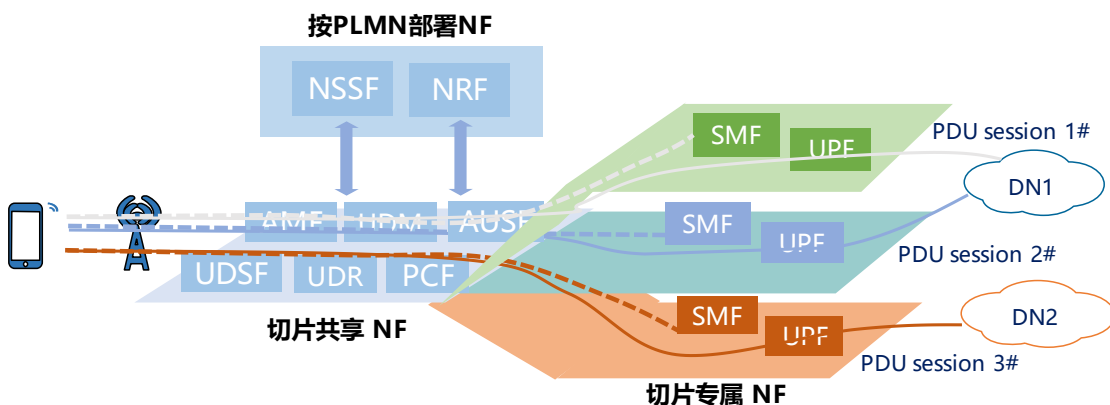 按PLMN部署NF
NSSF
NRF
SMF
UPF
PDU session 1#
DN1
AMF
UDM
AUSF
SMF
UPF
PDU session 2#
UDSF
UDR
PCF
切片共享 NF
SMF
UPF
DN2
PDU session 3#
切片专属 NF